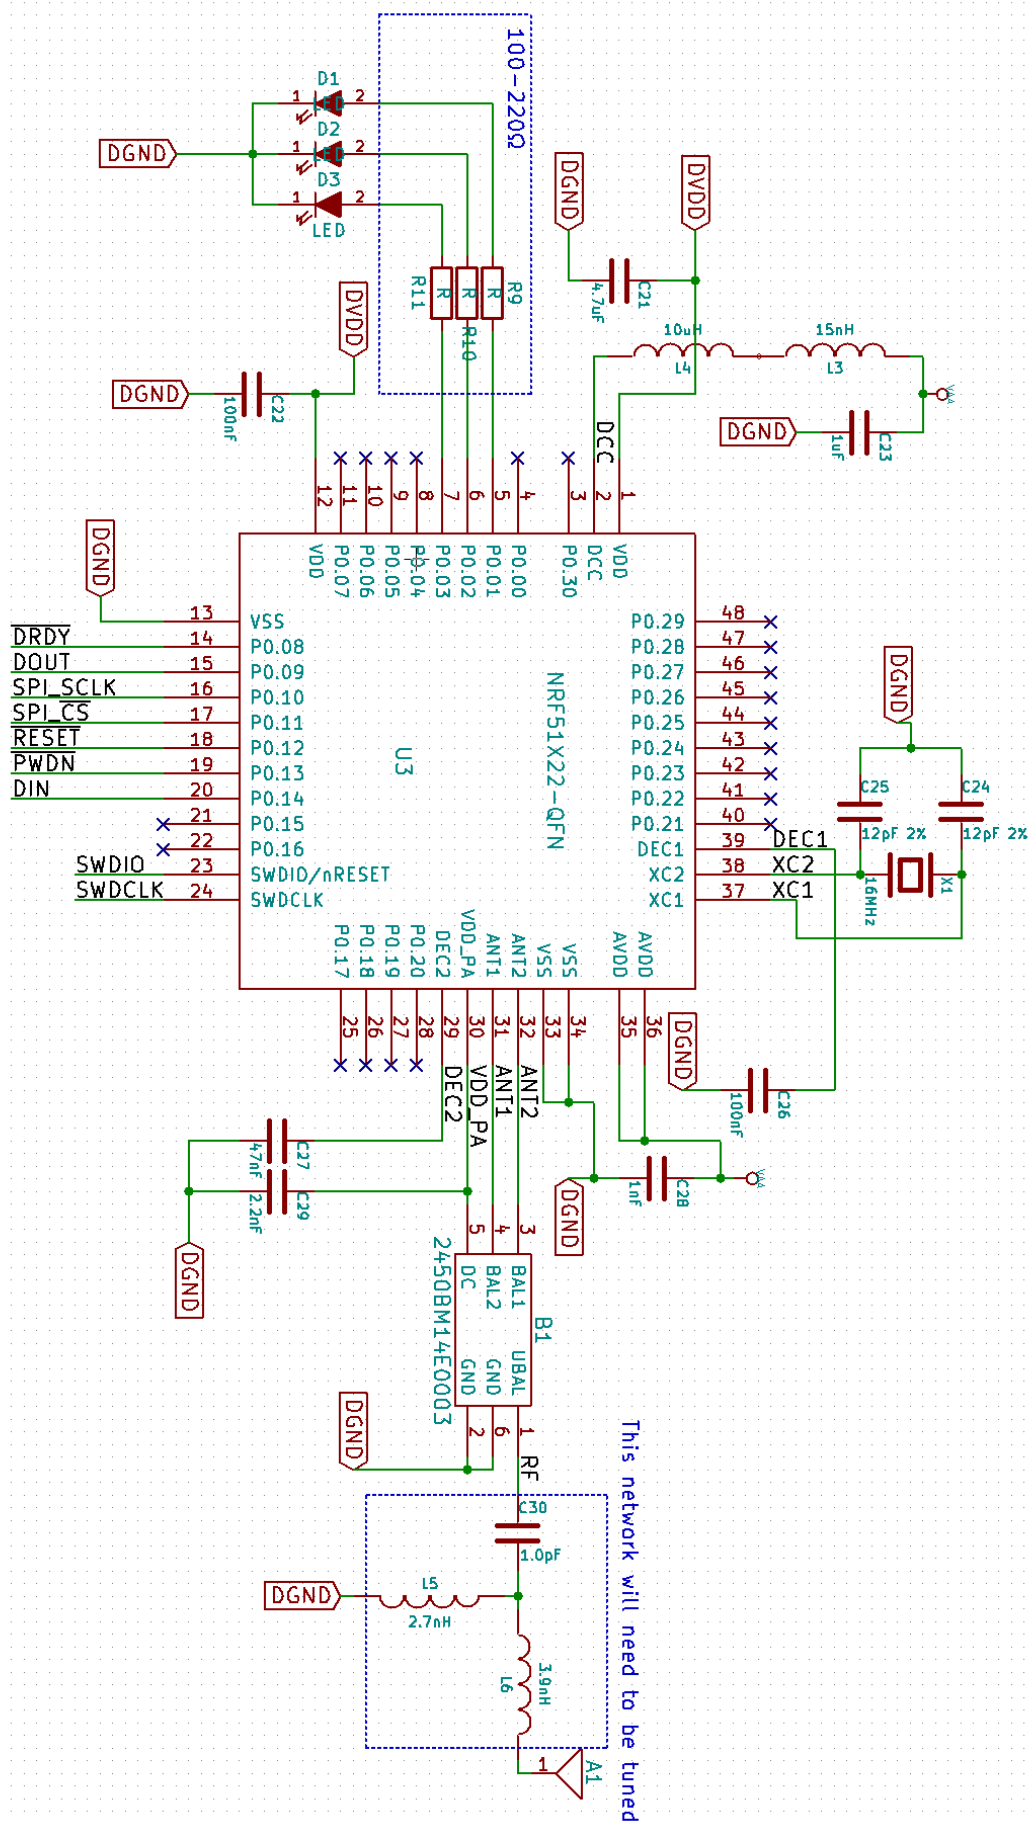 100-220Ω
D1
1 LED 2
D2
1 LED 2
D3
1 2
LED
DGND
DGND
DVDD
R11 R
R R10
R R9
DVDD
DGND
100nF
C22
4.7uF
C21
10uH
L4
15nH
L3
DGND
1uF
C23
VAA
DCC
12
11
10
9
8
7
6
5
4
3
2
1
VDD
P0.07
P0.06
P0.05
P0.04
P0.03
P0.02
P0.01
P0.00
P0.30
DCC
VDD
DGND
13 VSS
DRDY 14 P0.08
DOUT 15 P0.09
SPI_SCLK 16 P0.10
SPI_CS 17 P0.11
RESET 18 P0.12
PWDN 19 P0.13
DIN 20 P0.14
21 P0.15
22 P0.16
SWDIO 23 SWDIO/nRESET
SWDCLK 24 SWDCLK
U3
NRF51X22-QFN
P0.29 48
P0.28 47
P0.27 46
P0.26 45
P0.25 44
P0.24 43
P0.23 42
P0.22 41
P0.21 40
DEC1 39 DEC1
XC2 38 XC2
XC1 37 XC1
DGND
C25
12pF 2%
C24
12pF 2%
16MHz
X1
P0.17
P0.18
P0.19
P0.20
DEC2
VDD_PA
ANT1
ANT2
VSS
VSS
AVDD
AVDD
25
26
27
28
29
30
31
32
33
34
35
36
DEC2
VDD_PA
ANT1
ANT2
DGND
100nF
C26
47nF
C27
2.2nF
C29
DGND
DGND
1nF
C28
VAA
5
4
3
DC
BAL2
BAL1
GND
GND
UBAL
2450BM14E0003
B1
2
6
1
DGND
RF
C30
1.0pF
DGND
L5
2.7nH
L6
3.9nH
1
A1
This network will need to be tuned